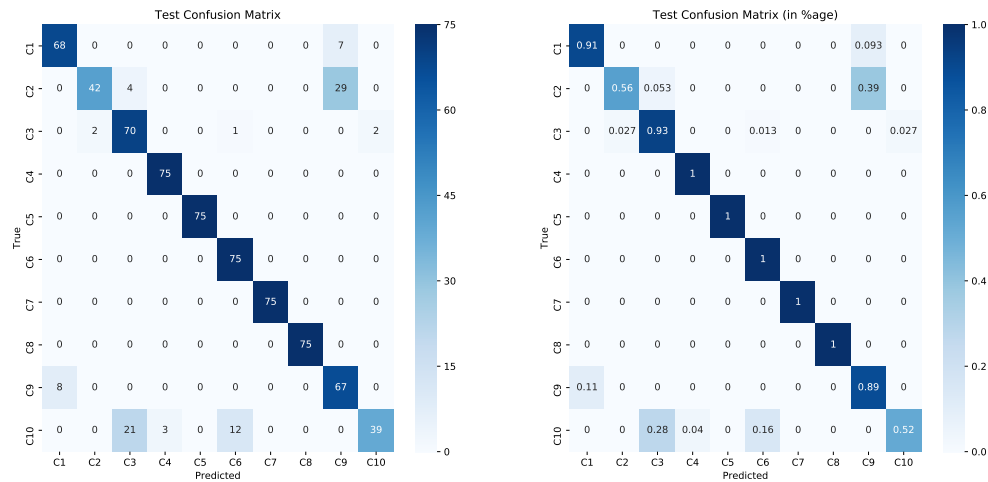 Test Confusion Matrix
C1 68 0 0 0 0 0 0 0 7 0
C2 0 42 4 0 0 0 0 0 29 0
C3 0 2 70 0 0 1 0 0 0 2
C4 0 0 0 75 0 0 0 0 0 0
C5 0 0 0 0 75 0 0 0 0 0
C6 0 0 0 0 0 75 0 0 0 0
C7 0 0 0 0 0 0 75 0 0 0
C8 0 0 0 0 0 0 0 75 0 0
C9 8 0 0 0 0 0 0 0 67 0
C10 0 0 21 3 0 12 0 0 0 39
C1 C2 C3 C4 C5 C6 C7 C8 C9 C10
True
Predicted
75
60
45
30
15
0
Test Confusion Matrix (in %age)
C1 0.91 0 0 0 0 0 0 0 0.093 0
C2 0 0.56 0.053 0 0 0 0 0 0.39 0
C3 0 0.027 0.93 0 0 0.013 0 0 0 0.027
C4 0 0 0 1 0 0 0 0 0 0
C5 0 0 0 0 1 0 0 0 0 0
C6 0 0 0 0 0 1 0 0 0 0
C7 0 0 0 0 0 0 1 0 0 0
C8 0 0 0 0 0 0 0 1 0 0
C9 0.11 0 0 0 0 0 0 0 0.89 0
C10 0 0 0.28 0.04 0 0.16 0 0 0 0.52
C1 C2 C3 C4 C5 C6 C7 C8 C9 C10
True
Predicted
1.0
0.8
0.6
0.4
0.2
0.0